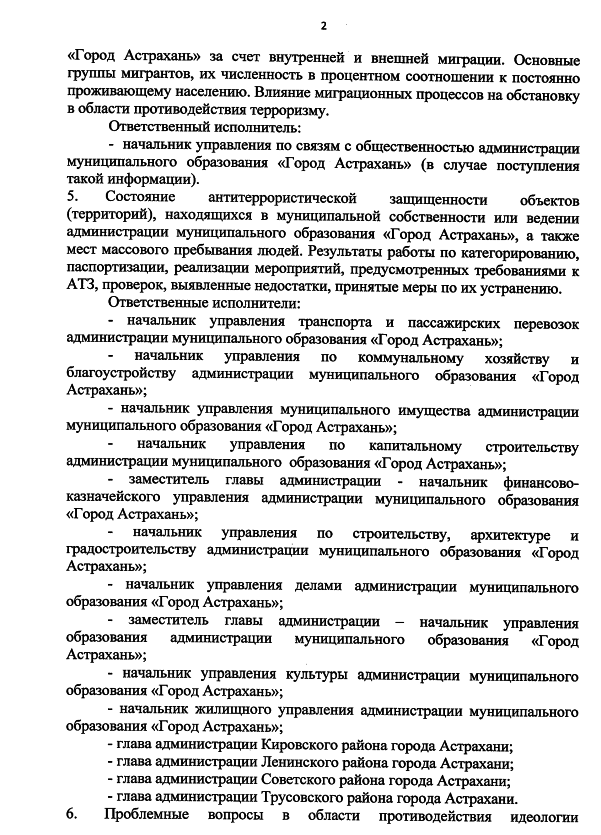 2
«Город Астрахань» за счет внутренней и внешней миграции. Основные
группы мигрантов, их численность в процентном соотношении к постоянно
проживающему населению. Влияние миграционных процессов на обстановку
в области противодействия терроризму.
Ответственный исполнитель:
- начальник управления по связям с общественностью администрации
муниципального образования «Город Астрахань» (в случае поступления
такой информации).
5. Состояние антитеррористической защищенности объектов
(территорий), находящихся в муниципальной собственности или ведении
администрации муниципального образования «Город Астрахань», а также
мест массового пребывания людей. Результаты работы по категорированию,
паспортизации, реализации мероприятий, предусмотренных требованиями к
АТЗ, проверок, выявленные недостатки, принятые меры по их устранению.
Ответственные исполнители:
- начальник управления транспорта и пассажирских перевозок
администрации муниципального образования «Город Астрахань»;
- начальник управления по коммунальному хозяйству и
благоустройству администрации муниципального образования «Город
Астрахань»;
- начальник управления муниципального имущества администрации
муниципального образования «Город Астрахань»;
- начальник управления по капитальному строительству
администрации муниципального образования «Город Астрахань»;
- заместитель главы администрации - начальник финансово-
казначейского управления администрации муниципального образования
«Город Астрахань»;
- начальник управления по строительству, архитектуре и
градостроительству администрации муниципального образования «Город
Астрахань»;
- начальник управления делами администрации муниципального
образования «Город Астрахань»;
- заместитель главы администрации – начальник управления
образования администрации муниципального образования «Город
Астрахань»;
- начальник управления культуры администрации муниципального
образования «Город Астрахань»;
- начальник жилищного управления администрации муниципального
образования «Город Астрахань»;
- глава администрации Кировского района города Астрахани;
- глава администрации Ленинского района города Астрахани;
- глава администрации Советского района города Астрахани;
- глава администрации Трусовского района города Астрахани.
6. Проблемные вопросы в области противодействия идеологии